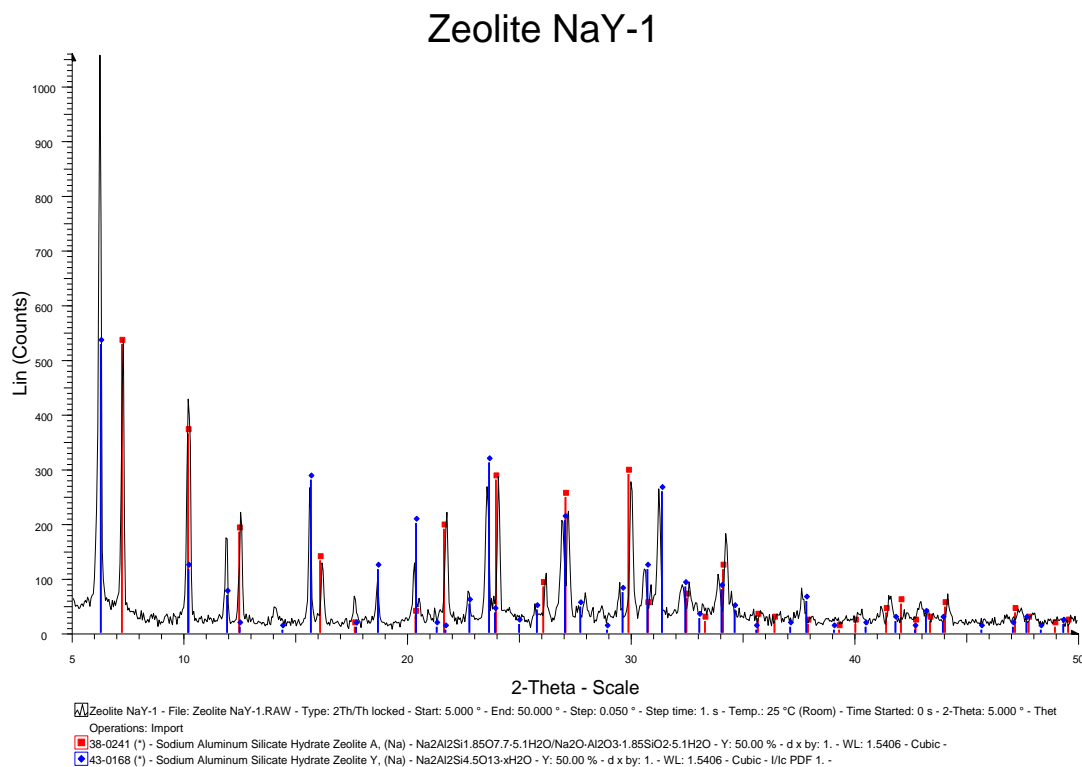 Zeolite NaY-1
Lin (Counts)
1000
900
800
700
600
500
400
300
200
100
0
5 10 20 30 40 50
2-Theta - Scale
Zeolite NaY-1 - File: Zeolite NaY-1.RAW - Type: 2Th/Th locked - Start: 5.000 ° - End: 50.000 ° - Step: 0.050 ° - Step time: 1. s - Temp.: 25 °C (Room) - Time Started: 0 s - 2-Theta: 5.000 ° - Thet
Operations: Import
38-0241 (*) - Sodium Aluminum Silicate Hydrate Zeolite A, (Na) - Na2Al2Si1.85O7.7·5.1H2O/Na2O·Al2O3·1.85SiO2·5.1H2O - Y: 50.00 % - d x by: 1. - WL: 1.5406 - Cubic -
43-0168 (*) - Sodium Aluminum Silicate Hydrate Zeolite Y, (Na) - Na2Al2Si4.5O13·xH2O - Y: 50.00 % - d x by: 1. - WL: 1.5406 - Cubic - I/Ic PDF 1. -